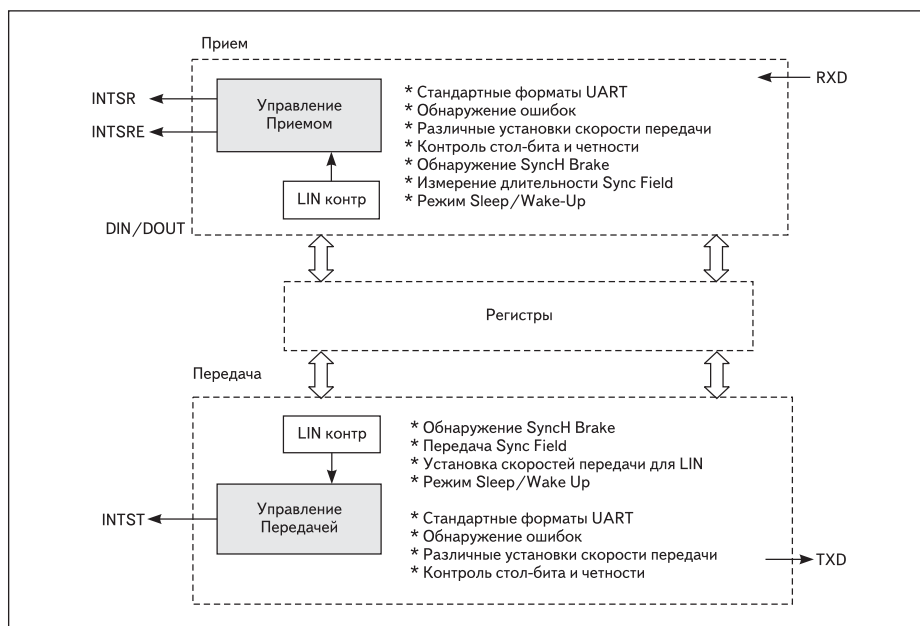 Прием
RXD
INTSR
INTSRE
Управление
Приемом
* Стандартные форматы UART
* Обнаружение ошибок
* Различные установки скорости передачи
* Контроль стол-бита и четности
* Обнаружение SyncH Brake
* Измерение длительности Sync Field
* Режим Sleep/Wake-Up
LIN контр
DIN/DOUT
Регистры
Передача
LIN контр
* Обнаружение SyncH Brake
* Передача Sync Field
* Установка скоростей передачи для LIN
* Режим Sleep/Wake Up
INTST
Управление
Передачей
* Стандартные форматы UART
* Обнаружение ошибок
* Различные установки скорости передачи
* Контроль стол-бита и четности
TXD